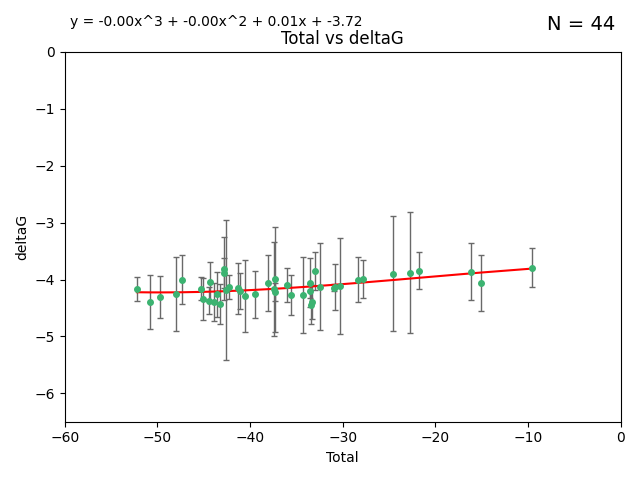 y = -0.00x^3 + -0.00x^2 + 0.01x + -3.72
N = 44
Total vs deltaG
0
−1
−2
−3
−4
−5
−6
deltaG
−60
−50
−40
−30
−20
−10
0
Total